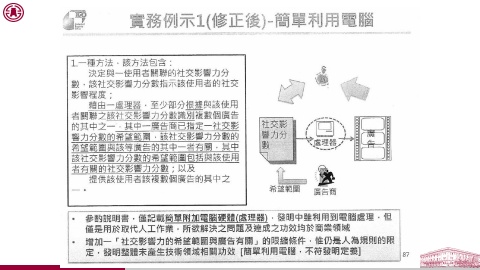 實務例示1(修正後)-簡單利用電腦
1.一種方法，該方法包含：
決定與一使用者關聯的社交影響力分
數，該社交影響力分數指示該使用者的社交
影響程度；
藉由一處理器，至少部分根據與該使用
者關聯之該社交影響力分數識別複數個廣告
的其中之一，其中一廣告商已指定一社交影
響力分數的希望範圍，該社交影響力分數的
希望範圍與該等廣告的其中一者有關，其中
該社交影響力分數的希望範圍包括與該使用
者有關的社交影響力分數；以及
提供該使用者該複數個廣告的其中之
一。
社交影
響力分
數
處理器
廣告
希望範圍
廣告商
• 參酌說明書，僅記載簡單附加電腦硬體(處理器)，發明中雖利用到電腦處理，但
僅是用於取代人工作業，所欲解決之問題及達成之功效均於商業領域
• 增加一「社交影響力的希望範圍與廣告有關」的限縮條件，惟仍是人為規則的限
定，發明整體未產生技術領域相關功效 [簡單利用電腦，不符發明定義]
87